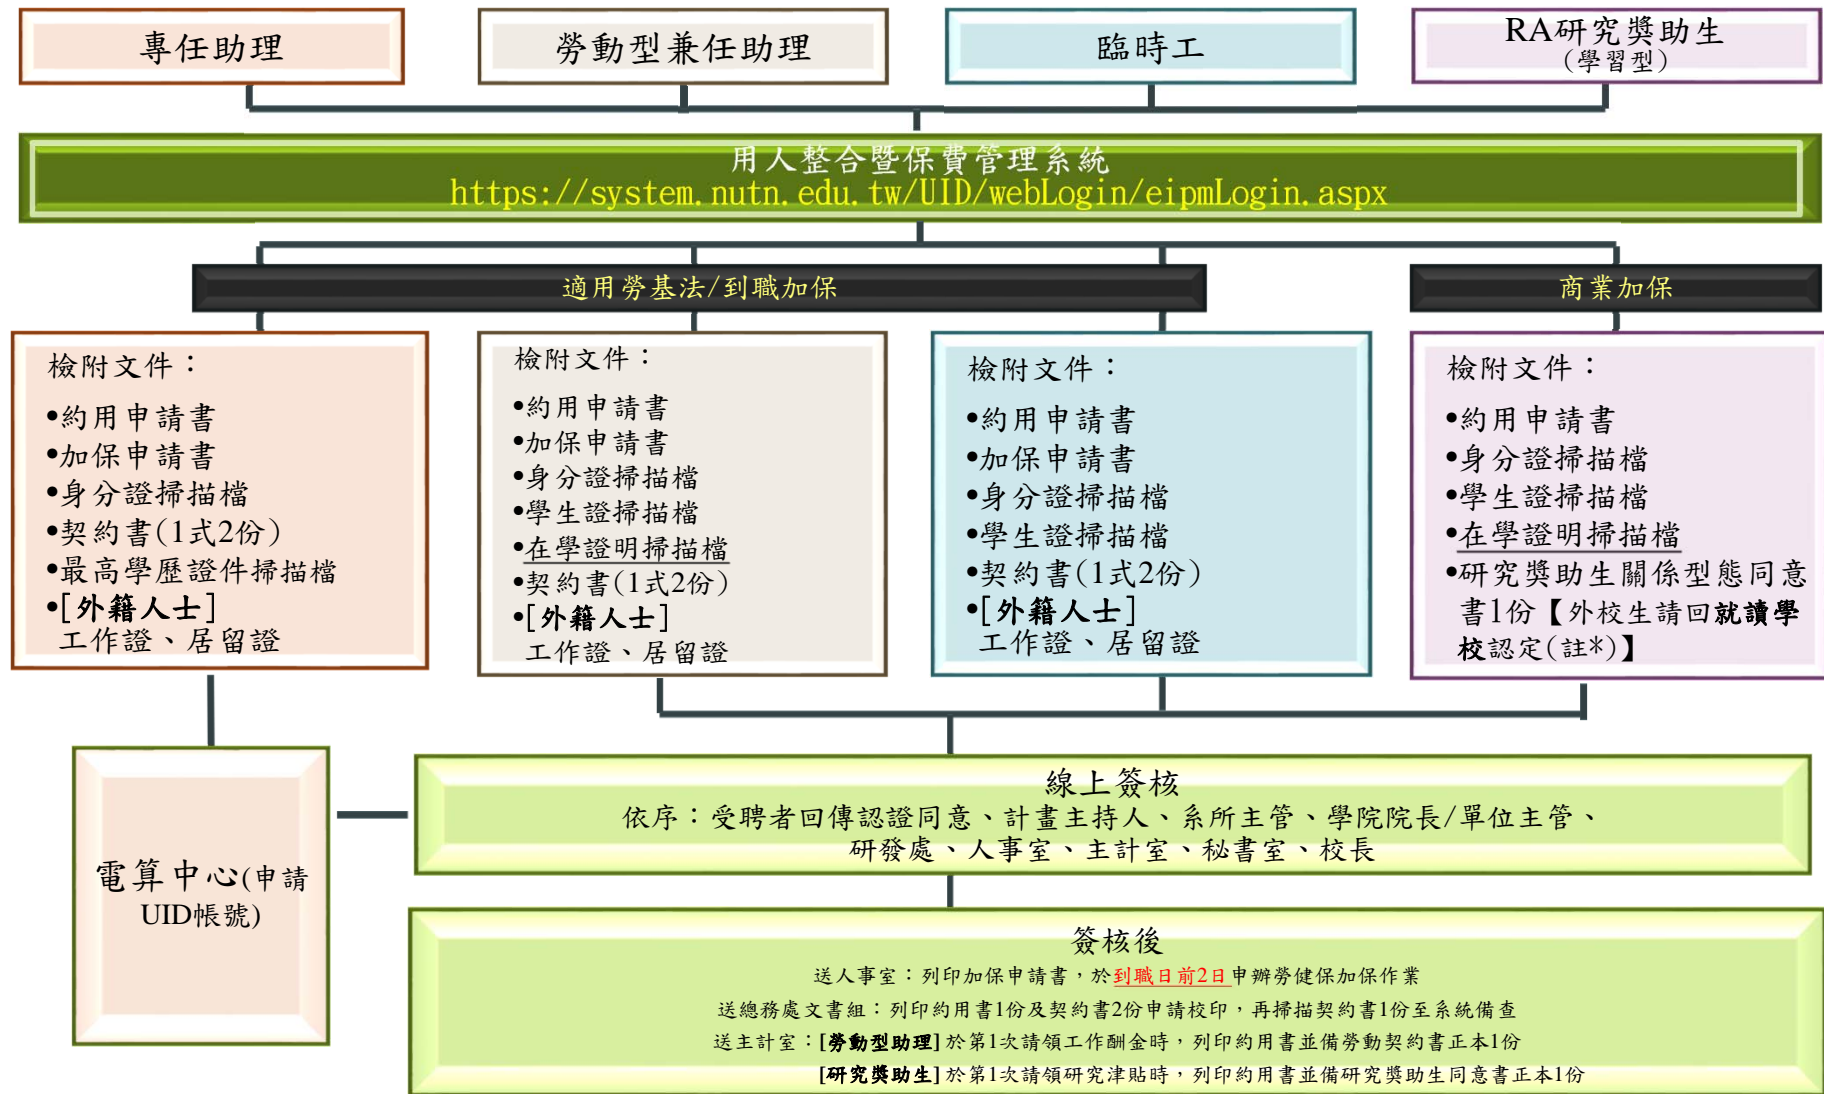 專任助理
勞動型兼任助理
臨時工
RA研究獎助生
(學習型)
用人整合暨保費管理系統
https://system.nutn.edu.tw/UID/webLogin/eipmLogin.aspx
適用勞基法/到職加保
商業加保
檢附文件：
•約用申請書
•加保申請書
•身分證掃描檔
•契約書(1式2份)
•最高學歷證件掃描檔
•[外籍人士]
工作證、居留證
檢附文件：
•約用申請書
•加保申請書
•身分證掃描檔
•學生證掃描檔
•在學證明掃描檔
•契約書(1式2份)
•[外籍人士]
工作證、居留證
檢附文件：
•約用申請書
•加保申請書
•身分證掃描檔
•學生證掃描檔
•契約書(1式2份)
•[外籍人士]
工作證、居留證
檢附文件：
•約用申請書
•身分證掃描檔
•學生證掃描檔
•在學證明掃描檔
•研究獎助生關係型態同意
書1份【外校生請回就讀學
校認定(註*)】
電算中心(申請
UID帳號)
線上簽核
依序：受聘者回傳認證同意、計畫主持人、系所主管、學院院長/單位主管、
研發處、人事室、主計室、秘書室、校長
簽核後
送人事室：列印加保申請書，於到職日前2日申辦勞健保加保作業
送總務處文書組：列印約用書1份及契約書2份申請校印，再掃描契約書1份至系統備查
送主計室：[勞動型助理]於第1次請領工作酬金時，列印約用書並備勞動契約書正本1份
[研究獎助生]於第1次請領研究津貼時，列印約用書並備研究獎助生同意書正本1份